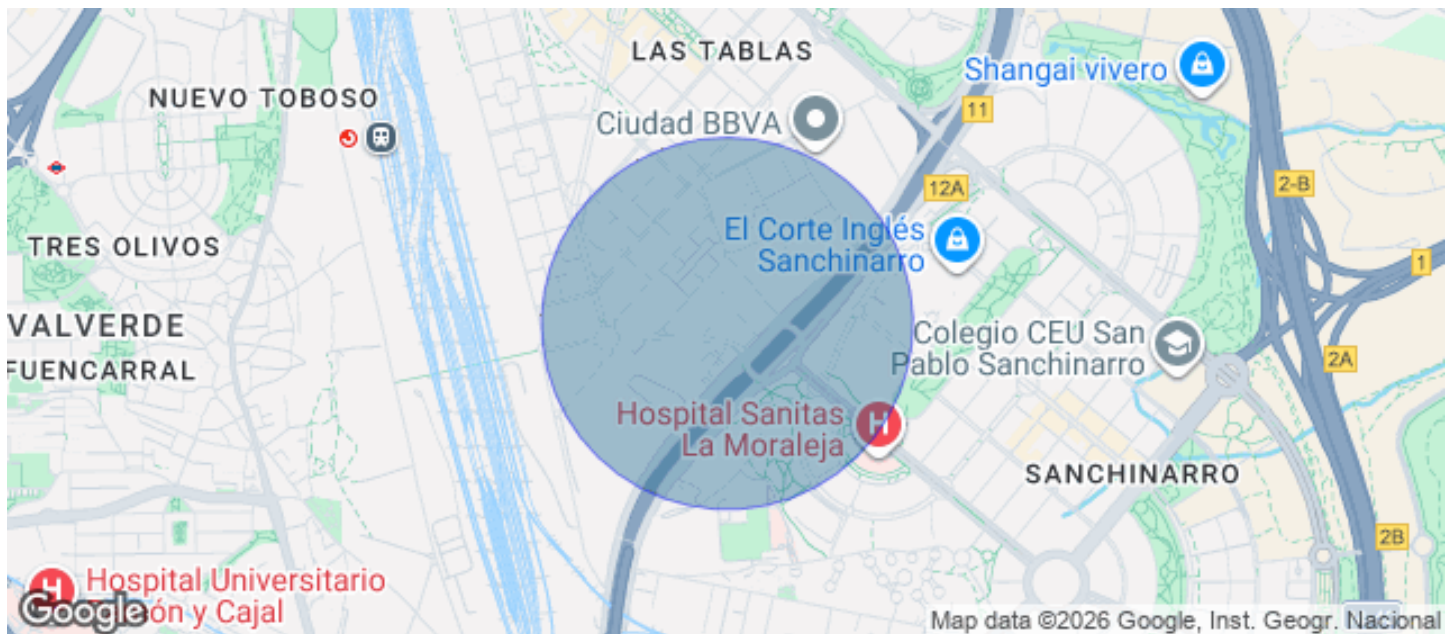 LAS TABLAS
Shangai vivero
NUEVO TOBOSO
11
Ciudad BBVA
2-B
12A
El Corte Inglés
Sanchinarro
TRES OLIVOS
1
VALVERDE
Colegio CEU San
Pablo Sanchinarro
2A
FUENCARRAL
Hospital Sanitas
La Moraleja
H
SANCHINARRO
2B
H
Hospital Universitario
y Cajal
Google
Map data ©2026 Google, Inst. Geogr. Nacional